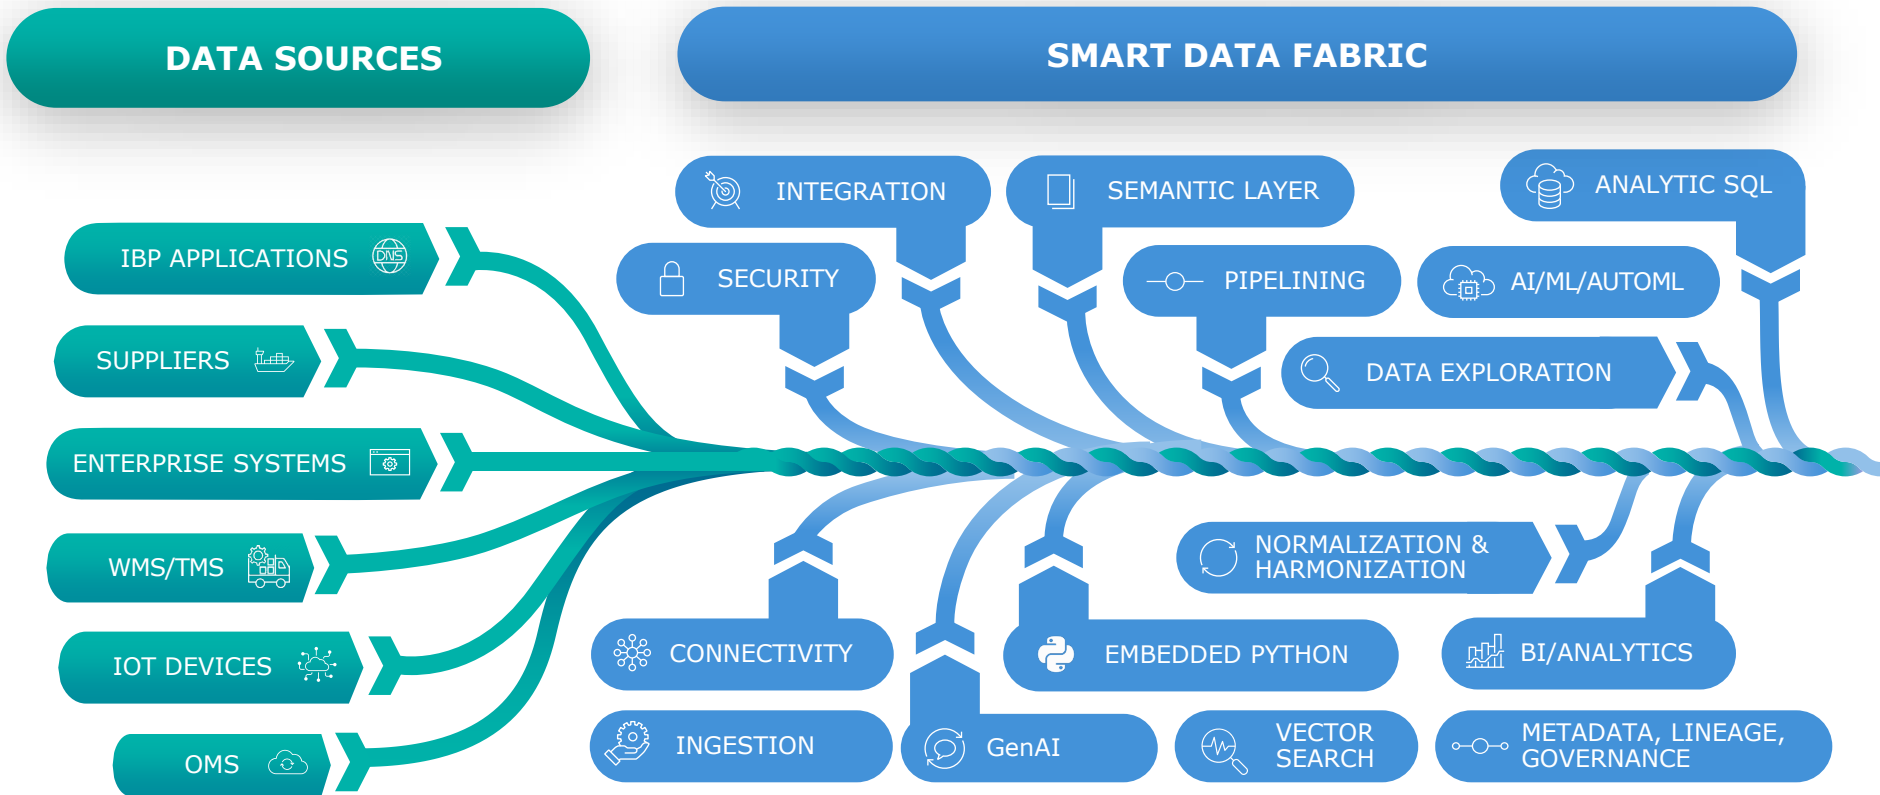 DATA SOURCES
SMART DATA FABRIC
IBP APPLICATIONS
DNS
SUPPLIERS
ENTERPRISE SYSTEMS
WMS/TMS
IOT DEVICES
OMS
INTEGRATION
SEMANTIC LAYER
ANALYTIC SQL
SECURITY
PIPELINING
AI/ML/AUTOML
DATA EXPLORATION
NORMALIZATION &
HARMONIZATION
CONNECTIVITY
EMBEDDED PYTHON
BI/ANALYTICS
INGESTION
GenAI
VECTOR
SEARCH
METADATA, LINEAGE,
GOVERNANCE